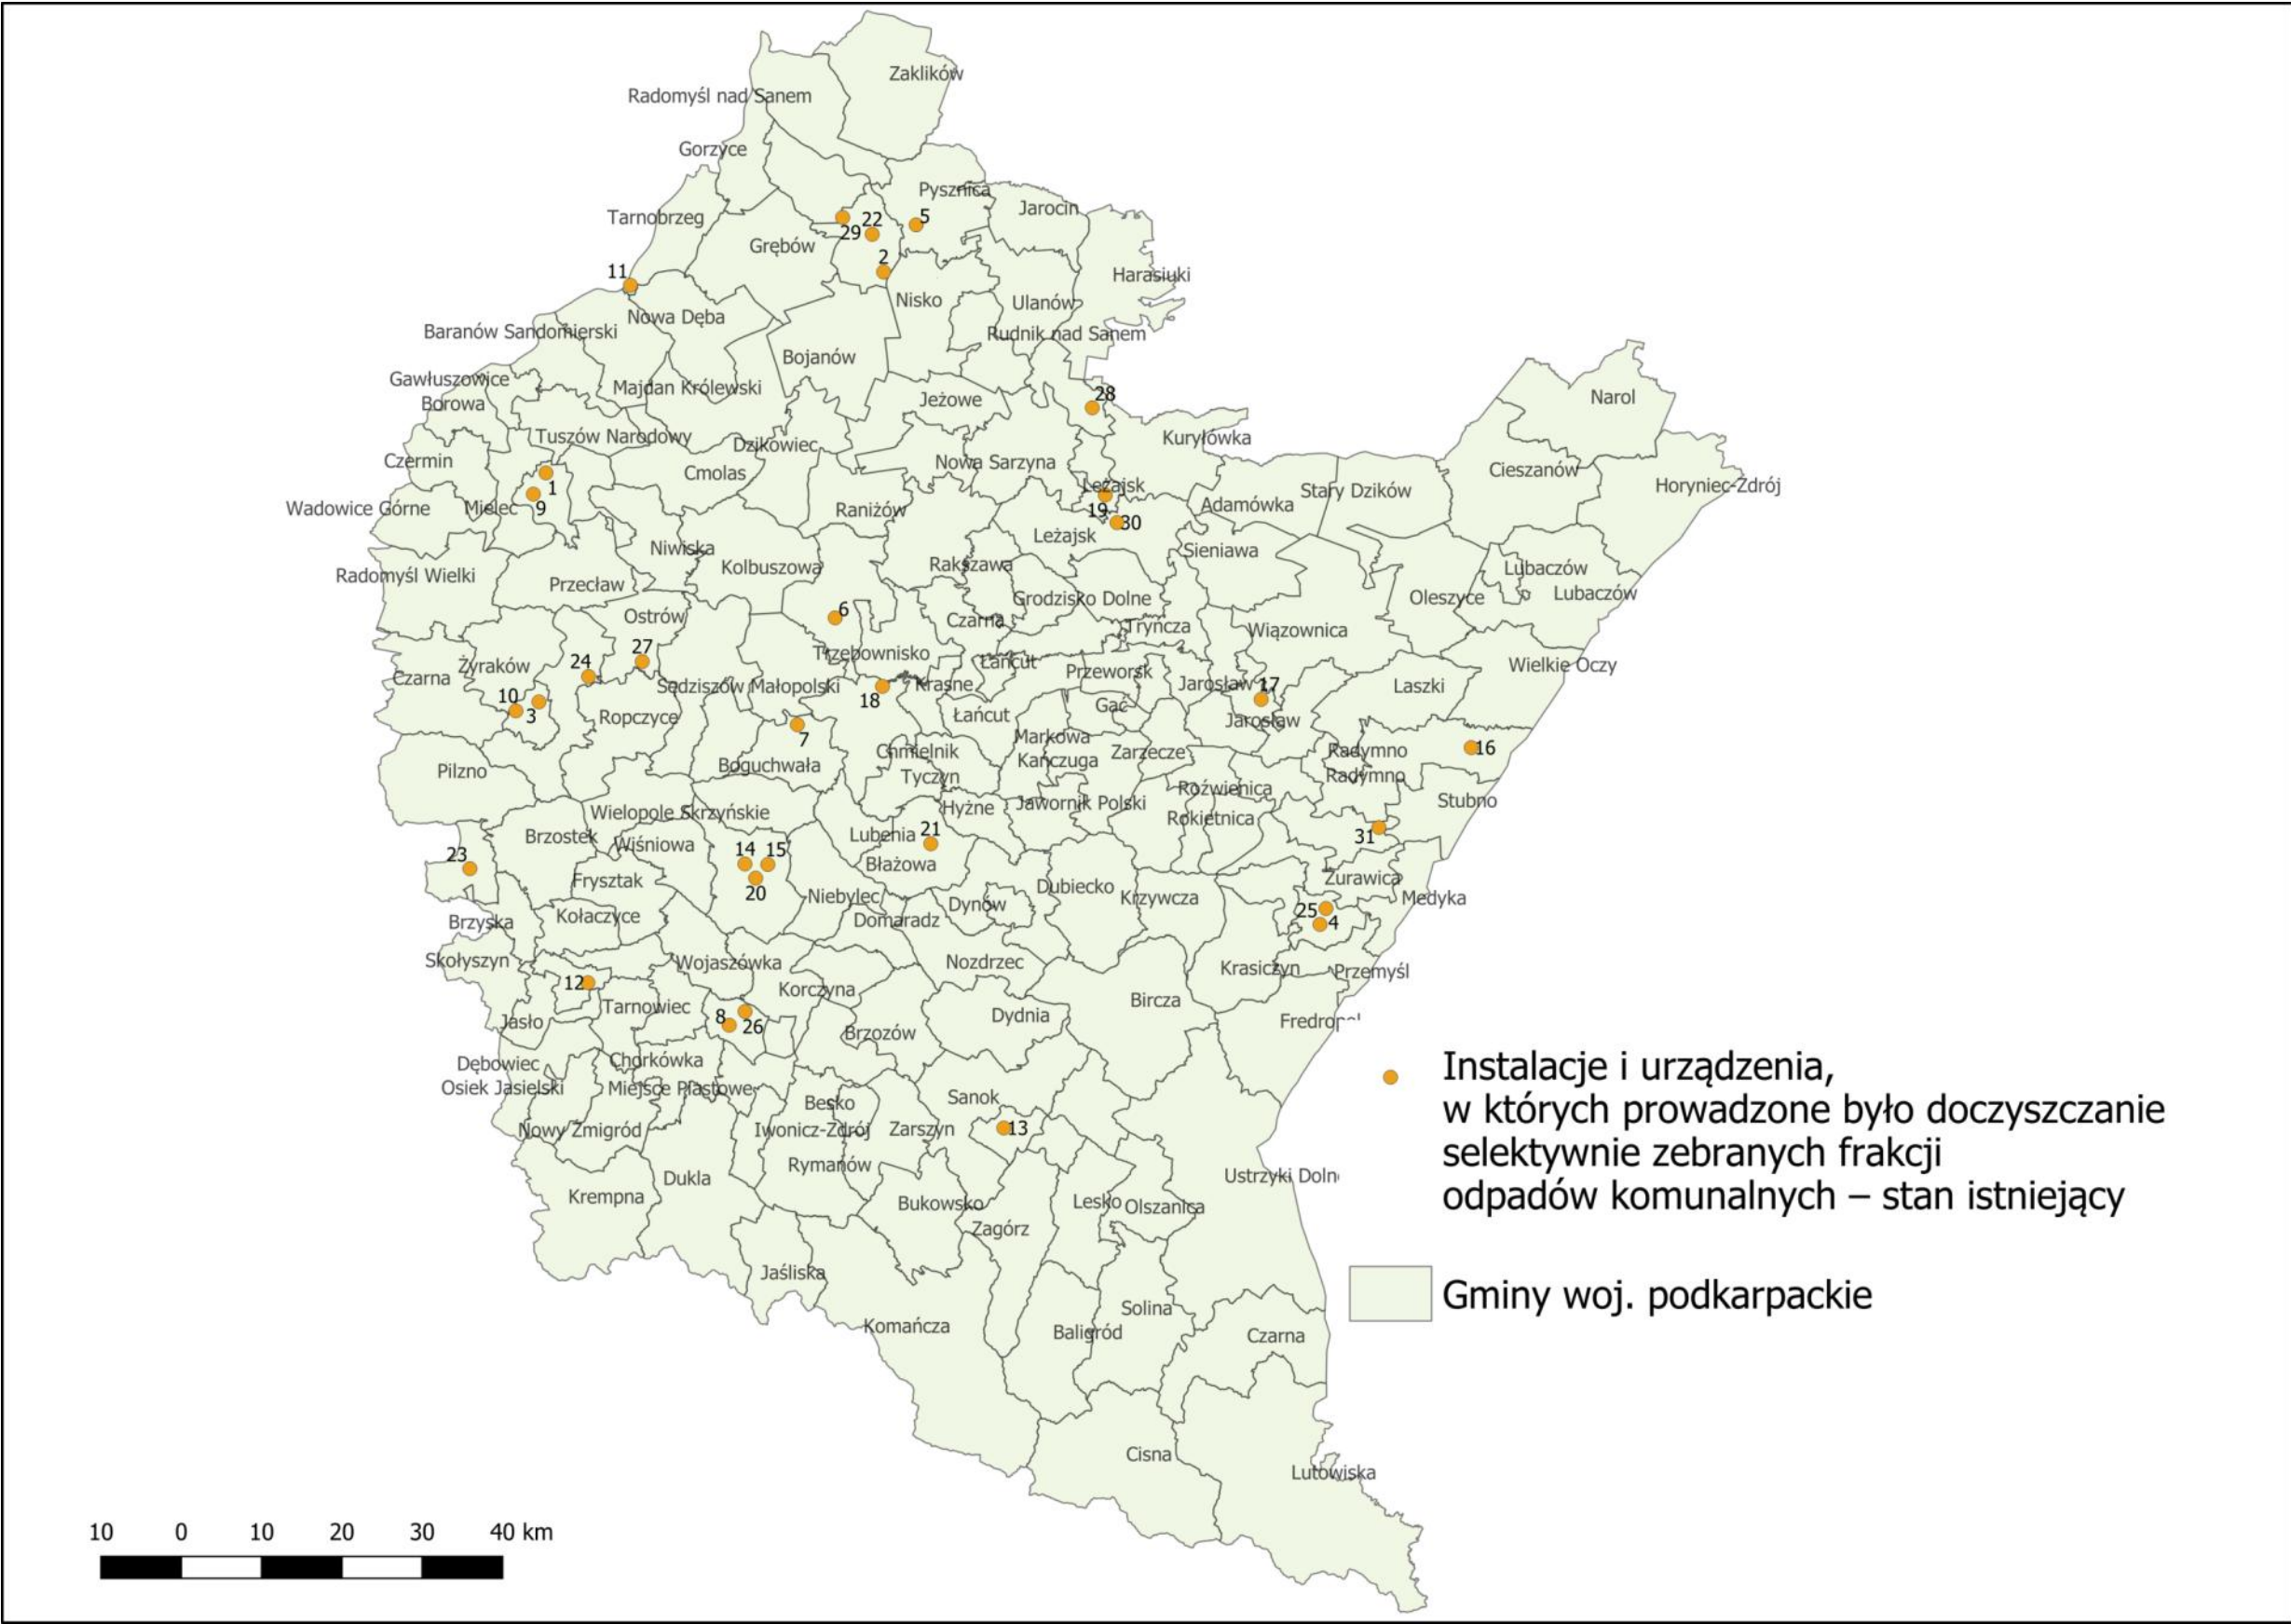 Zaklików
Radomyśl nad Sanem
Gorzyce
Pysznica
Jarocin
Tarnobrzeg
22
5
29
Grębów
2
11
Harasiuki
Nisko
Ulanów
Nowa Dęba
Baranów Sandomierski
Rudnik nad Sanem
Bojanów
Gawłuszowice
Majdan Królewski
28
Narol
Borowa
Jeżowe
Tuszów Narodowy
Dzikowiec
Kuryłówka
Czermin
Nowa Sarzyna
Cmolas
Cieszanów
1
Leżajsk
Stary Dzików
Horyniec-Zdrój
Wadowice Górne
Mielec
9
Raniżów
19
30
Adamówka
Leżajsk
Niwiska
Sieniawa
Kolbuszowa
Rakszawa
Lubaczów
Radomyśl Wielki
Przecław
Grodzisko Dolne
Oleszyce
Lubaczów
6
Ostrów
Czarna
Tryńcza
Wiązownica
27
Trzebownisko
Żyraków
24
Łańcut
Przeworsk
Wielkie Oczy
Czarna
Sędziszów Małopolski
Krasne
Jarosław
17
Laszki
10
3
18
Ropczyce
Łańcut
Gać
Jarosław
7
Markowa
Chmielnik
Kańczuga
Zarzecze
Radymno
16
Pilzno
Boguchwała
Tyczyn
Radymno
Roźwienica
Stubno
Wielopole Skrzyńskie
Hyżne
Jawornik Polski
Rokietnica
Brzostek
Wiśniowa
Lubenia
21
31
23
14
15
Błażowa
Frysztak
20
Niebylec
Dubiecko
Krzywcza
Żurawica
Medyka
Brzyska
Kołaczyce
Domaradz
Dynów
25
4
Skołyszyn
Wojaszówka
Nozdrzec
Krasiczyn
Przemyśl
12
Korczyna
Tarnowiec
Bircza
Jasło
8
26
Brzozów
Dydnia
Dębowiec
Chorkówka
Osiek Jasielski
Miejsce Piastowe
Besko
Sanok
Nowy Żmigród
Iwonicz-Zdrój
Zarszyn
13
Rymanów
Dukla
Krempna
Bukowsko
Lesko
Olszanica
Zagórz
Jaśliska
Komańcza
Solina
Baligród
Czarna
Cisna
Lutowiska
Instalacje i urządzenia,
w których prowadzone było doczyszczanie
selektywnie zebranych frakcji
odpadów komunalnych – stan istniejący
Gminy woj. podkarpackie
10 0 10 20 30 40 km